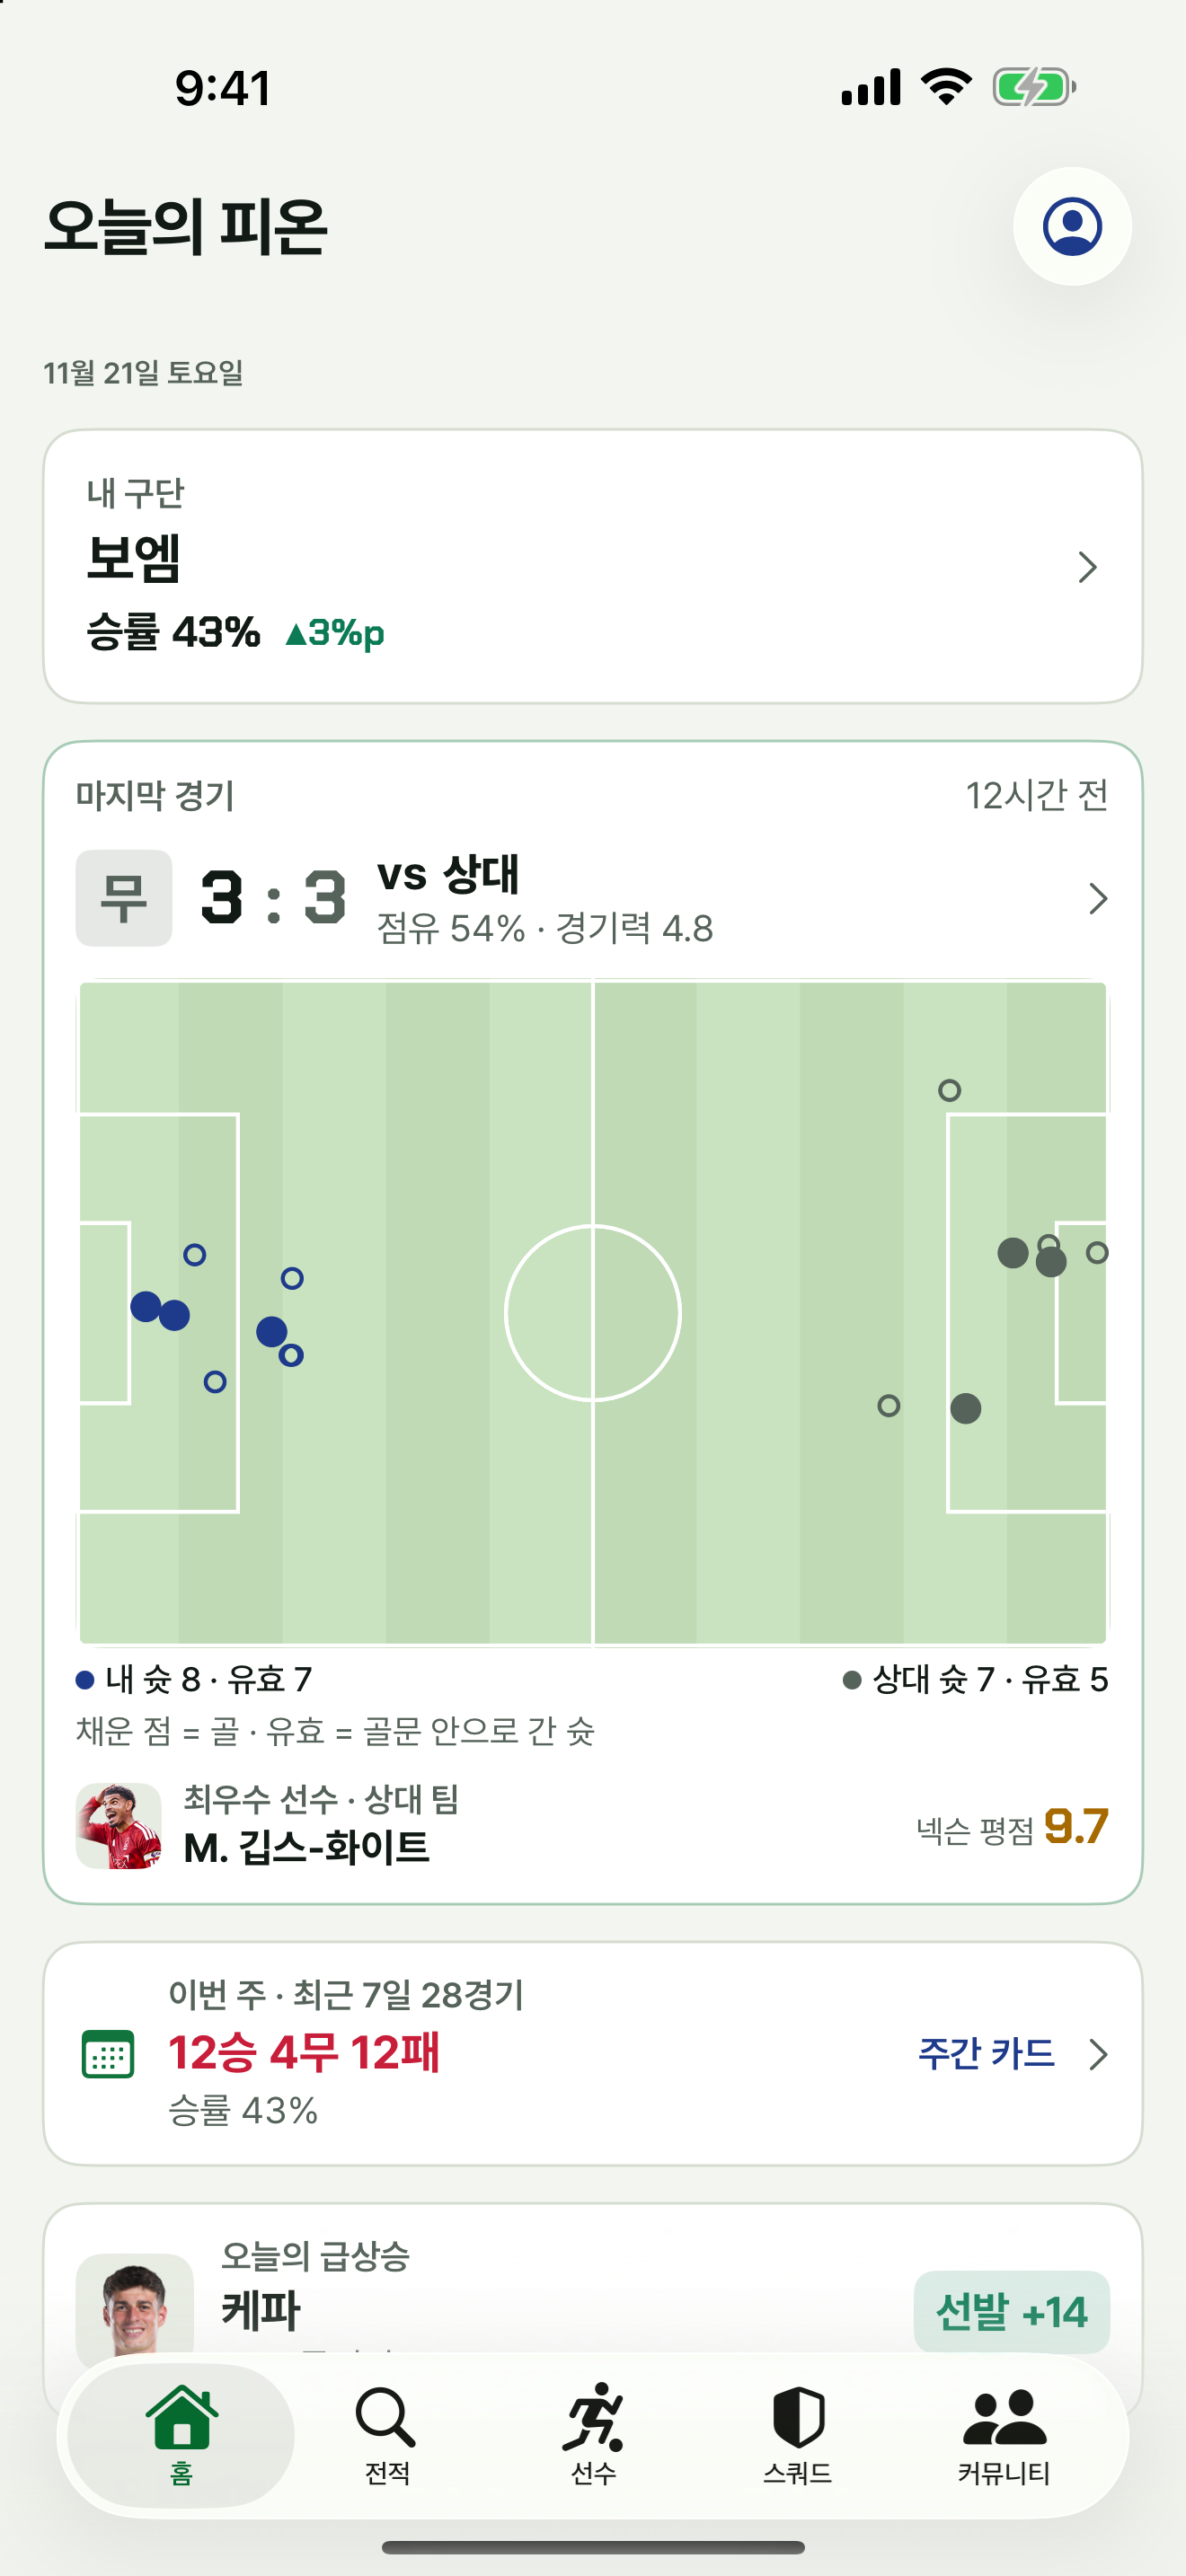 9:41
오늘의 피온
11월 21일 토요일
내 구단
보엠
승률 43% ▲3%p
마지막 경기 12시간 전
무 3 : 3 vs 상대
점유 54% · 경기력 4.8
내 슛 8 · 유효 7 상대 슛 7 · 유효 5
채운 점 = 골 · 유효 = 골문 안으로 간 슛
최우수 선수 · 상대 팀
M. 깁스-화이트 넥슨 평점 9.7
이번 주 · 최근 7일 28경기
12승 4무 12패 주간 카드
승률 43%
오늘의 급상승
케파 선발 +14
홈 전적 선수 스쿼드 커뮤니티